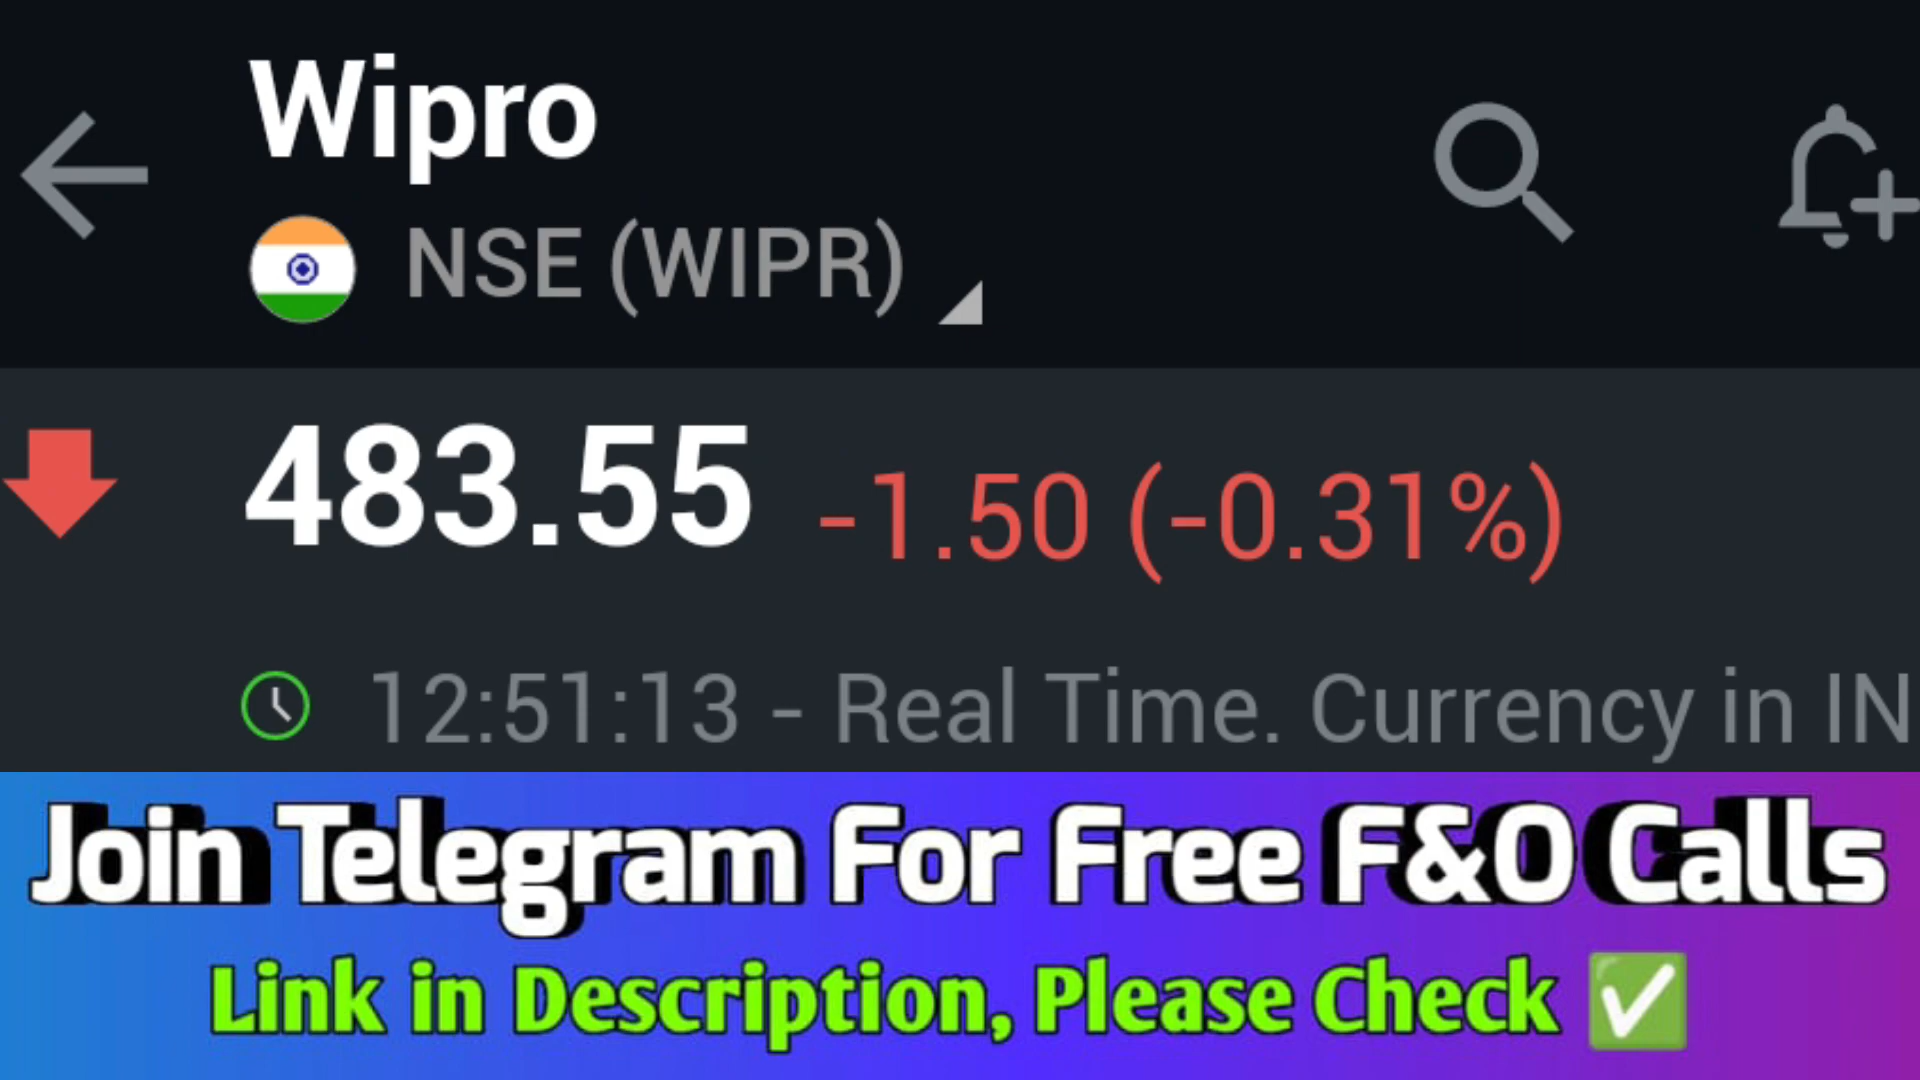 Wipro
NSE (WIPR)
483.55 -1.50 (-0.31%)
12:51:13 - Real Time. Currency in IN
Join Telegram For Free F&O Calls
Link in Description, Please Check ✅